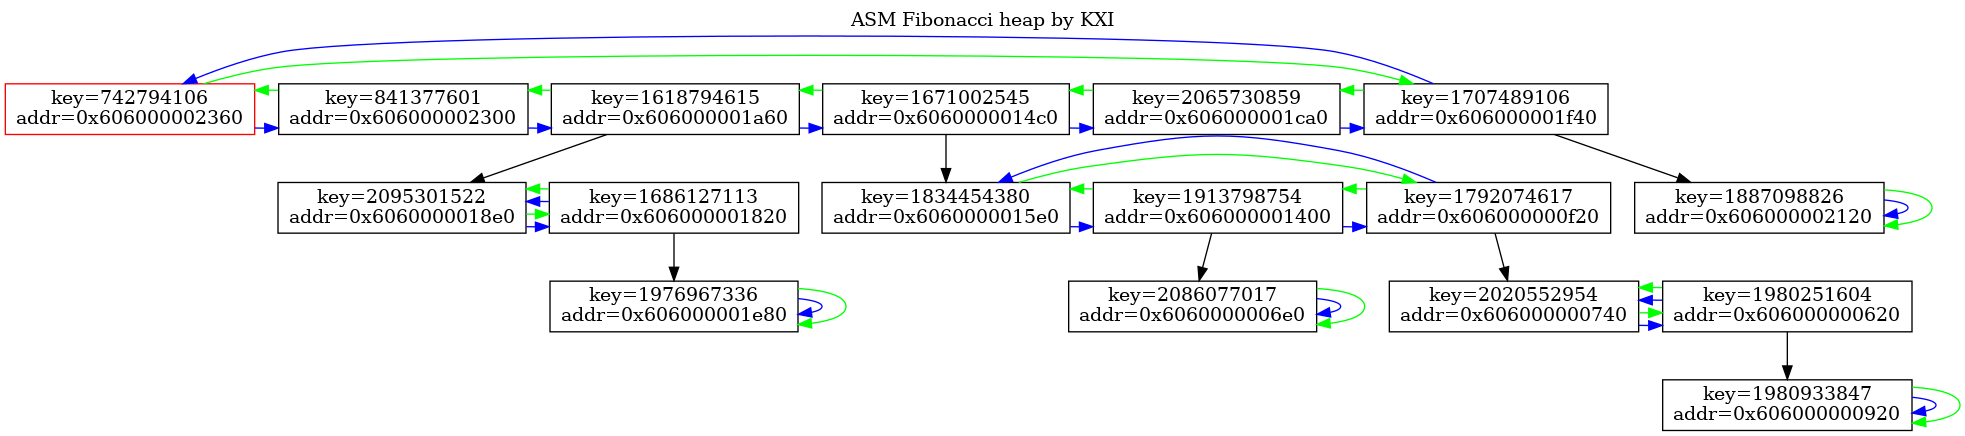 ASM Fibonacci heap by KXI
key=742794106
addr=0x606000002360
key=841377601
addr=0x606000002300
key=1618794615
addr=0x606000001a60
key=1671002545
addr=0x6060000014c0
key=2065730859
addr=0x606000001ca0
key=1707489106
addr=0x606000001f40
key=2095301522
addr=0x6060000018e0
key=1686127113
addr=0x606000001820
key=1834454380
addr=0x6060000015e0
key=1913798754
addr=0x606000001400
key=1792074617
addr=0x606000000f20
key=1887098826
addr=0x606000002120
key=1976967336
addr=0x606000001e80
key=2086077017
addr=0x6060000006e0
key=2020552954
addr=0x606000000740
key=1980251604
addr=0x606000000620
key=1980933847
addr=0x606000000920